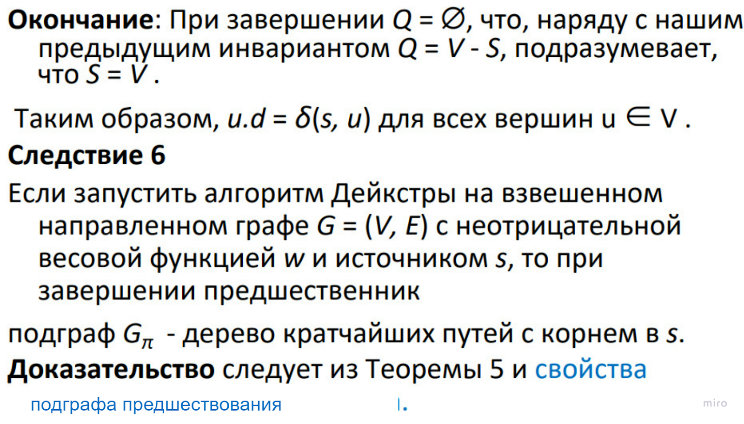 Окончание: При завершении Q = ∅, что, наряду с нашим
предыдущим инвариантом Q = V - S, подразумевает,
что S = V .
Таким образом, u.d = δ(s, u) для всех вершин u ∈ V .
Следствие 6
Если запустить алгоритм Дейкстры на взвешенном
направленном графе G = (V, E) с неотрицательной
весовой функцией w и источником s, то при
завершении предшественник
подграф Gπ - дерево кратчайших путей с корнем в s.
Доказательство следует из Теоремы 5 и свойства
подграфа предшествования .
miro